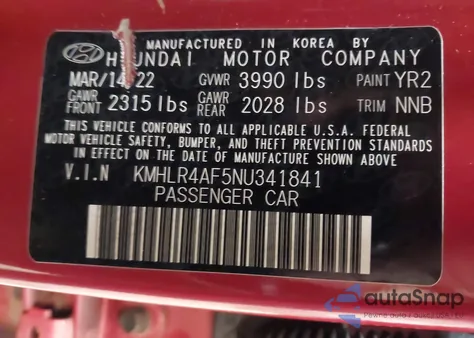 MANUFACTURED IN KOREA BY
HYUNDAI MOTOR COMPANY
MAR/14/22 GVWR 3990 lbs PAINT YR2
GAWR FRONT 2315 lbs GAWR REAR 2028 lbs TRIM NNB
THIS VEHICLE CONFORMS TO ALL APPLICABLE U.S. FEDERAL
MOTOR VEHICLE SAFETY, BUMPER, AND THEFT PREVENTION STANDARDS
IN EFFECT ON THE DATE OF MANUFACTURE SHOWN ABOVE.
V.I.N KMHLR4AF5NU341841
PASSENGER CAR
autoSnap